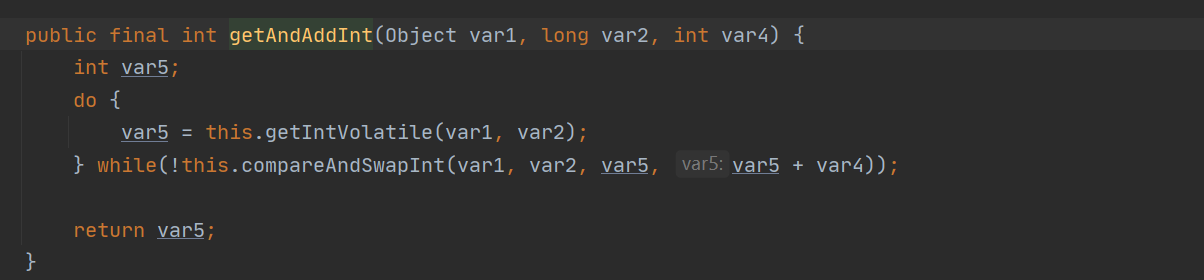 public final int getAndAddInt(Object var1, long var2, int var4) {
    int var5;
    do {
        var5 = this.getIntVolatile(var1, var2);
    } while(!this.compareAndSwapInt(var1, var2, var5, var5: var5 + var4));

    return var5;
}